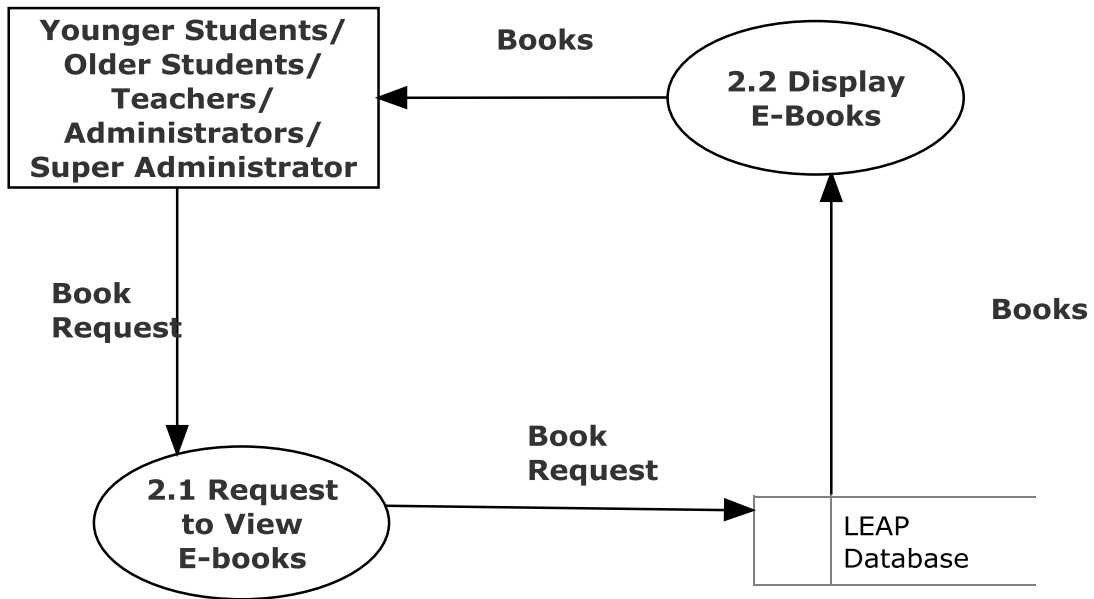 Younger Students/
Older Students/
Teachers/
Administrators/
Super Administrator
Books
2.2 Display
E-Books
Book
Request
Books
Book
Request
2.1 Request
to View
E-books
LEAP
Database